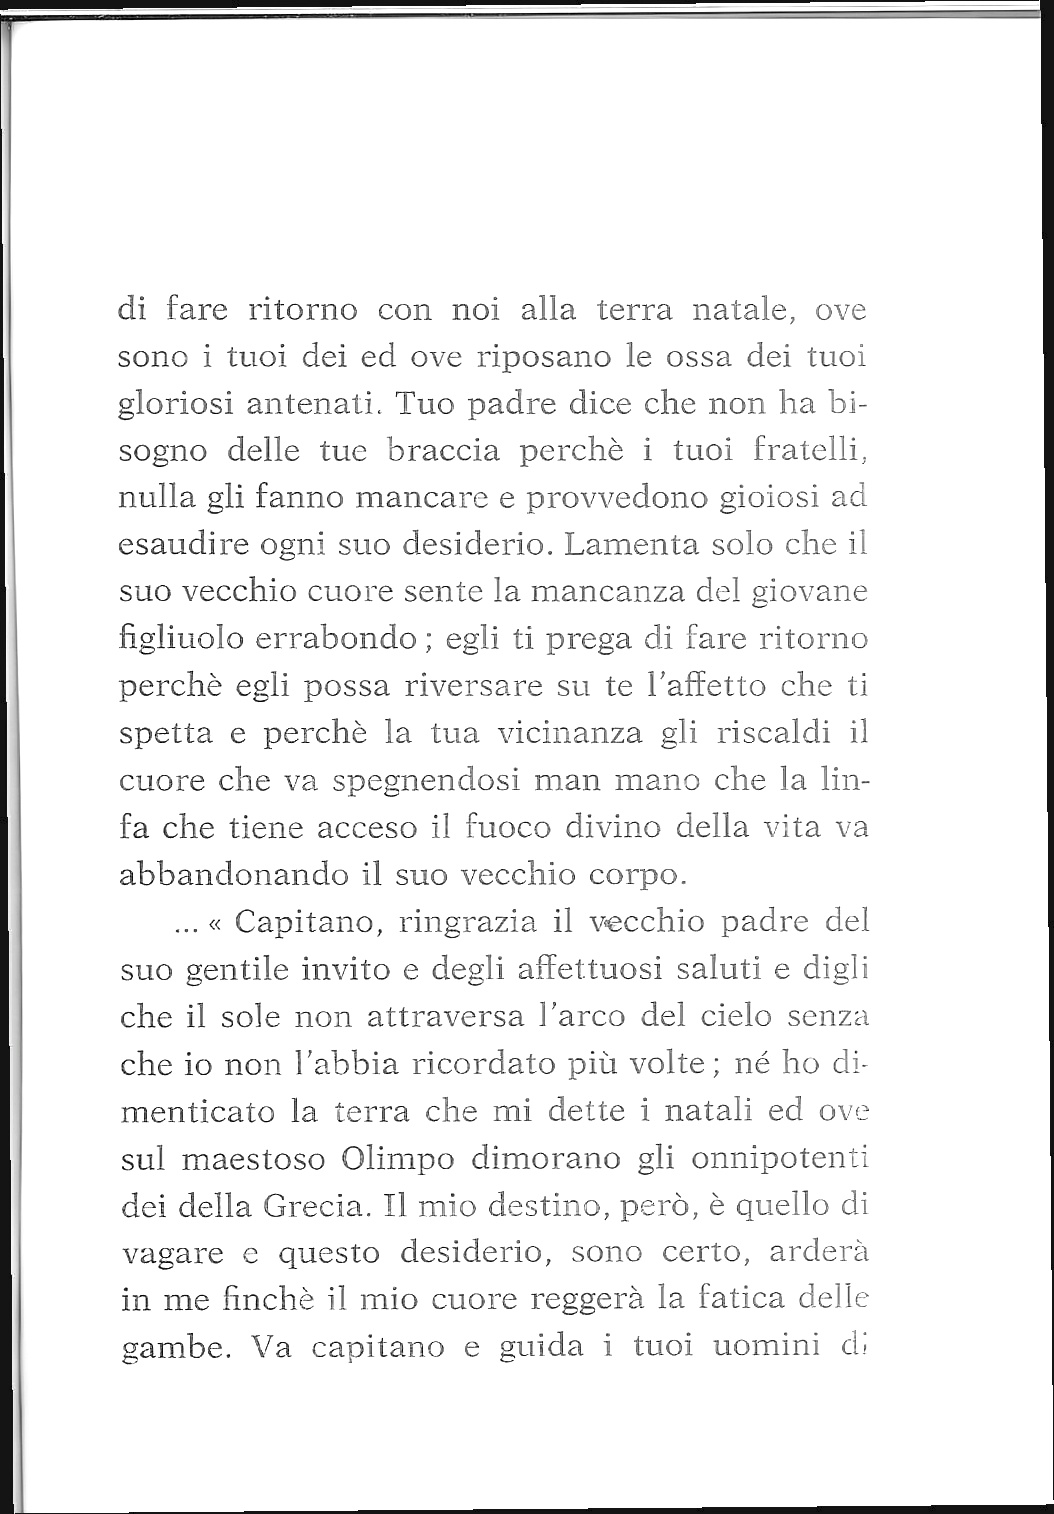 di fare ritorno con noi alla terra natale, ove
sono i tuoi dei ed ove riposano le ossa dei tuoi
gloriosi antenati. Tuo padre dice che non ha bi-
sogno delle tue braccia perchè i tuoi fratelli,
nulla gli fanno mancare e provvedono gioiosi ad
esaudire ogni suo desiderio. Lamenta solo che il
suo vecchio cuore sente la mancanza del giovane
figliuolo errabondo ; egli ti prega di fare ritorno
perchè egli possa riversare su te l'affetto che ti
spetta e perchè la tua vicinanza gli riscaldi il
cuore che va spegnendosi man mano che la lin-
fa che tiene acceso il fuoco divino della vita va
abbandonando il suo vecchio corpo.
... « Capitano, ringrazia il vecchio padre del
suo gentile invito e degli affettuosi saluti e digli
che il sole non attraversa l'arco del cielo senza
che io non l'abbia ricordato più volte ; né ho di-
menticato la terra che mi dette i natali ed ove
sul maestoso Olimpo dimorano gli onnipotenti
dei della Grecia. Il mio destino, però, è quello di
vagare e questo desiderio, sono certo, arderà
in me finchè il mio cuore reggerà la fatica delle
gambe. Va capitano e guida i tuoi uomini di